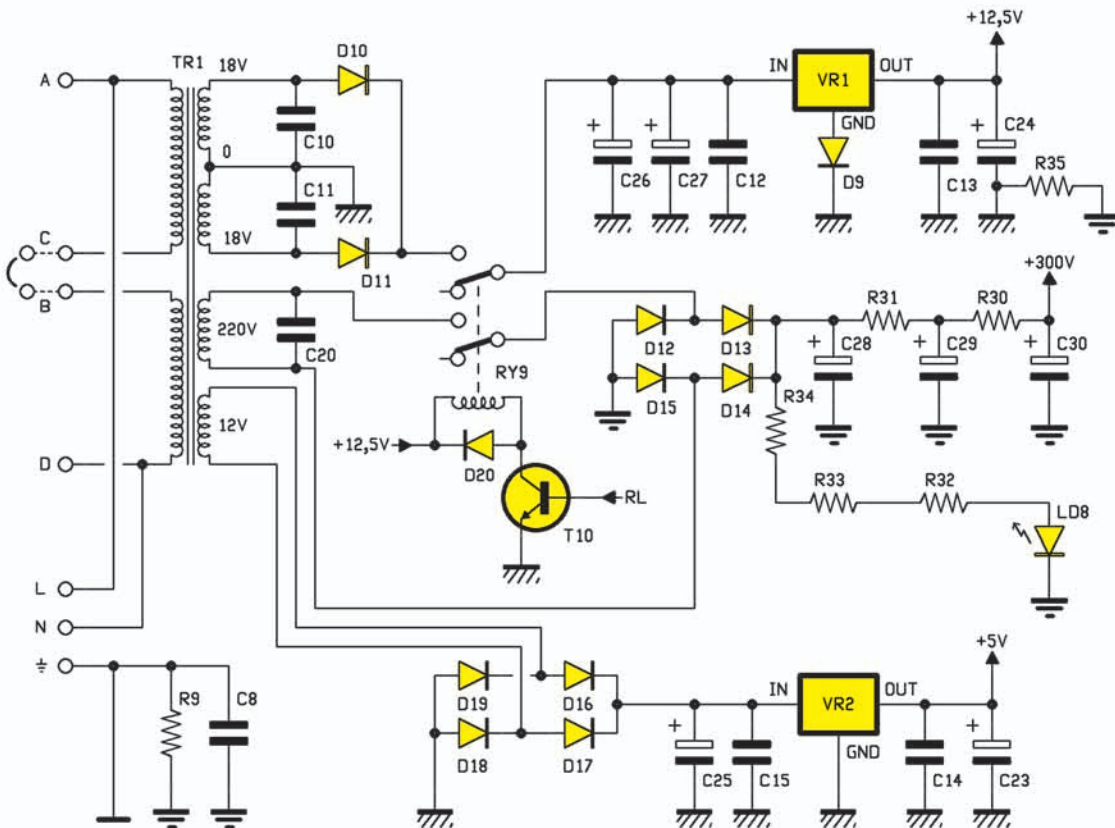 +12,5V
TR1
18V
D10
A
IN
VR1
OUT
C10
GND
C24
0
C26
C27
C12
D9
C13
R35
C11
C
18V
D11
+300V
B
R31
R30
220V
C20
D12
D13
C28
C29
C30
RY9
D15
D14
R34
12V
+12,5V
D20
D
R33
R32
RL
LD8
T10
L
N
+5V
R9
C8
D19
D16
IN
VR2
OUT
D18
D17
C25
C15
GND
C14
C23
+
+
+
+
+
+
+
+